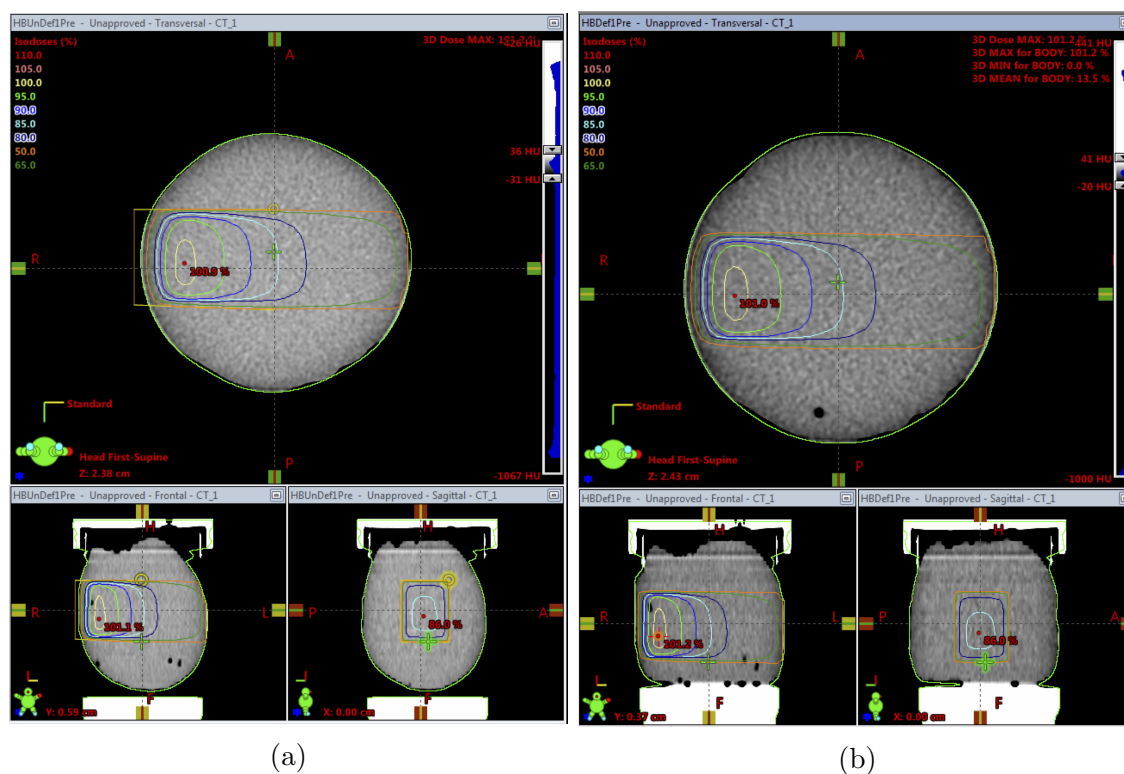 HBUnDef1Pre - Unapproved - Transversal - CT_1
Isodoses (%)
110.0
105.0
100.0
95.0
90.0
85.0
80.0
50.0
65.0
3D Dose MAX:
A
36 HU
-31 HU
R
100.9 %
Standard
Head First-Supine
Z: 2.38 cm
P
-1067 HU
HBUnDef1Pre - Unapproved - Frontal - CT_1
H
R
L
101.1 %
F
Y: 0.59 cm
HBUnDef1Pre - Unapproved - Sagittal - CT_1
P
A
86.9 %
X: 0.00 cm
(a)
HBDef1Pre - Unapproved - Transversal - CT_1
Isodoses (%)
110.0
105.0
100.0
95.0
90.0
85.0
80.0
50.0
65.0
3D Dose MAX: 101.2 %
441 HU
3D MAX for BODY: 101.2 %
3D MIN for BODY: 0.0 %
3D MEAN for BODY: 13.5 %
A
41 HU
-20 HU
R
101.0 %
Standard
Head First-Supine
Z: 2.43 cm
P
-1000 HU
HBDef1Pre - Unapproved - Frontal - CT_1
H
R
L
101.2 %
F
Y: 0.37 cm
HBDef1Pre - Unapproved - Sagittal - CT_1
H
P
A
86.0 %
F
X: 0.00 cm
(b)